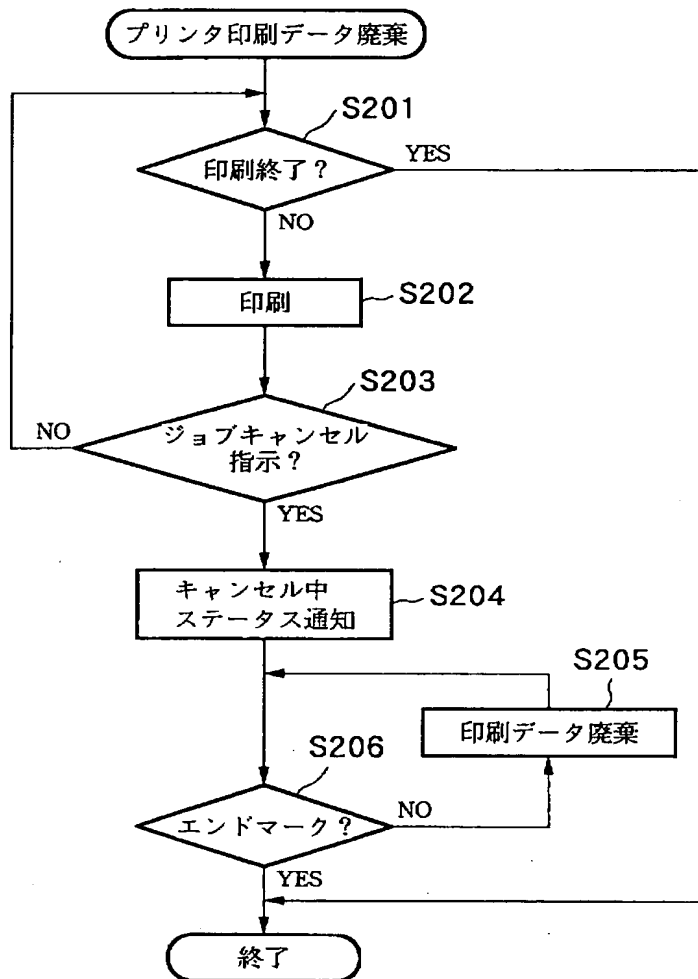 プリンタ印刷データ廃棄
S201
印刷終了?
YES
NO
印刷
S202
S203
ジョブキャンセル
指示?
NO
YES
キャンセル中
ステータス通知
S204
S205
印刷データ廃棄
S206
エンドマーク?
NO
YES
終了